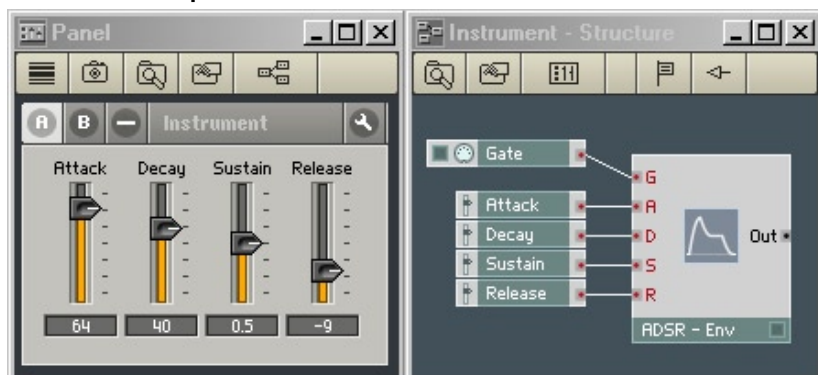 Panel
A B Instrument
Attack Decay Sustain Release
64 40 0.5 -9
Instrument - Structure
Gate
Attack
Decay
Sustain
Release
G
A
D
S
R
Out
ADSR - Env